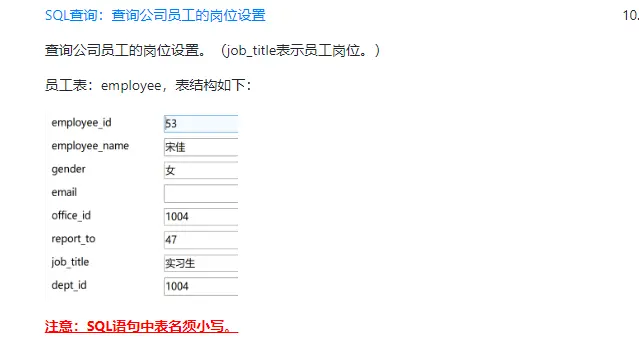 SQL查询：查询公司员工的岗位设置
10.
查询公司员工的岗位设置。（job_title表示员工岗位。）
员工表：employee，表结构如下：
employee_id 53
employee_name 宋佳
gender 女
email
office_id 1004
report_to 47
job_title 实习生
dept_id 1004
注意：SQL语句中表名须小写。